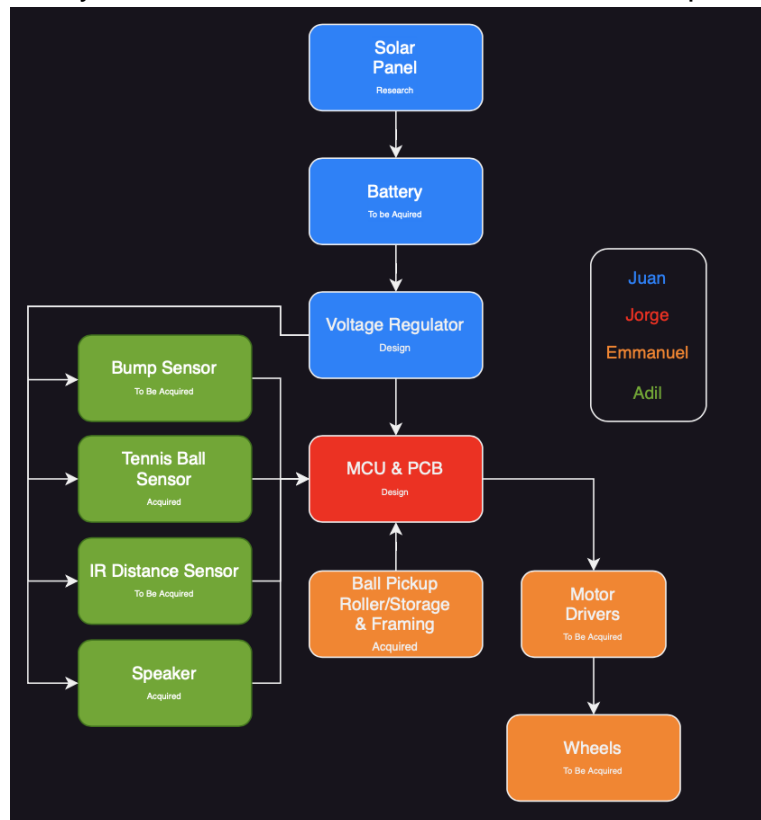 Solar
Panel
Research
Battery
To be Aquired
Voltage Regulator
Design
Juan
Jorge
Emmanuel
Adil
Bump Sensor
To Be Acquired
Tennis Ball
Sensor
Acquired
MCU & PCB
Design
IR Distance Sensor
To Be Acquired
Ball Pickup
Roller/Storage
& Framing
Acquired
Motor
Drivers
To Be Acquired
Speaker
Acquired
Wheels
To Be Acquired